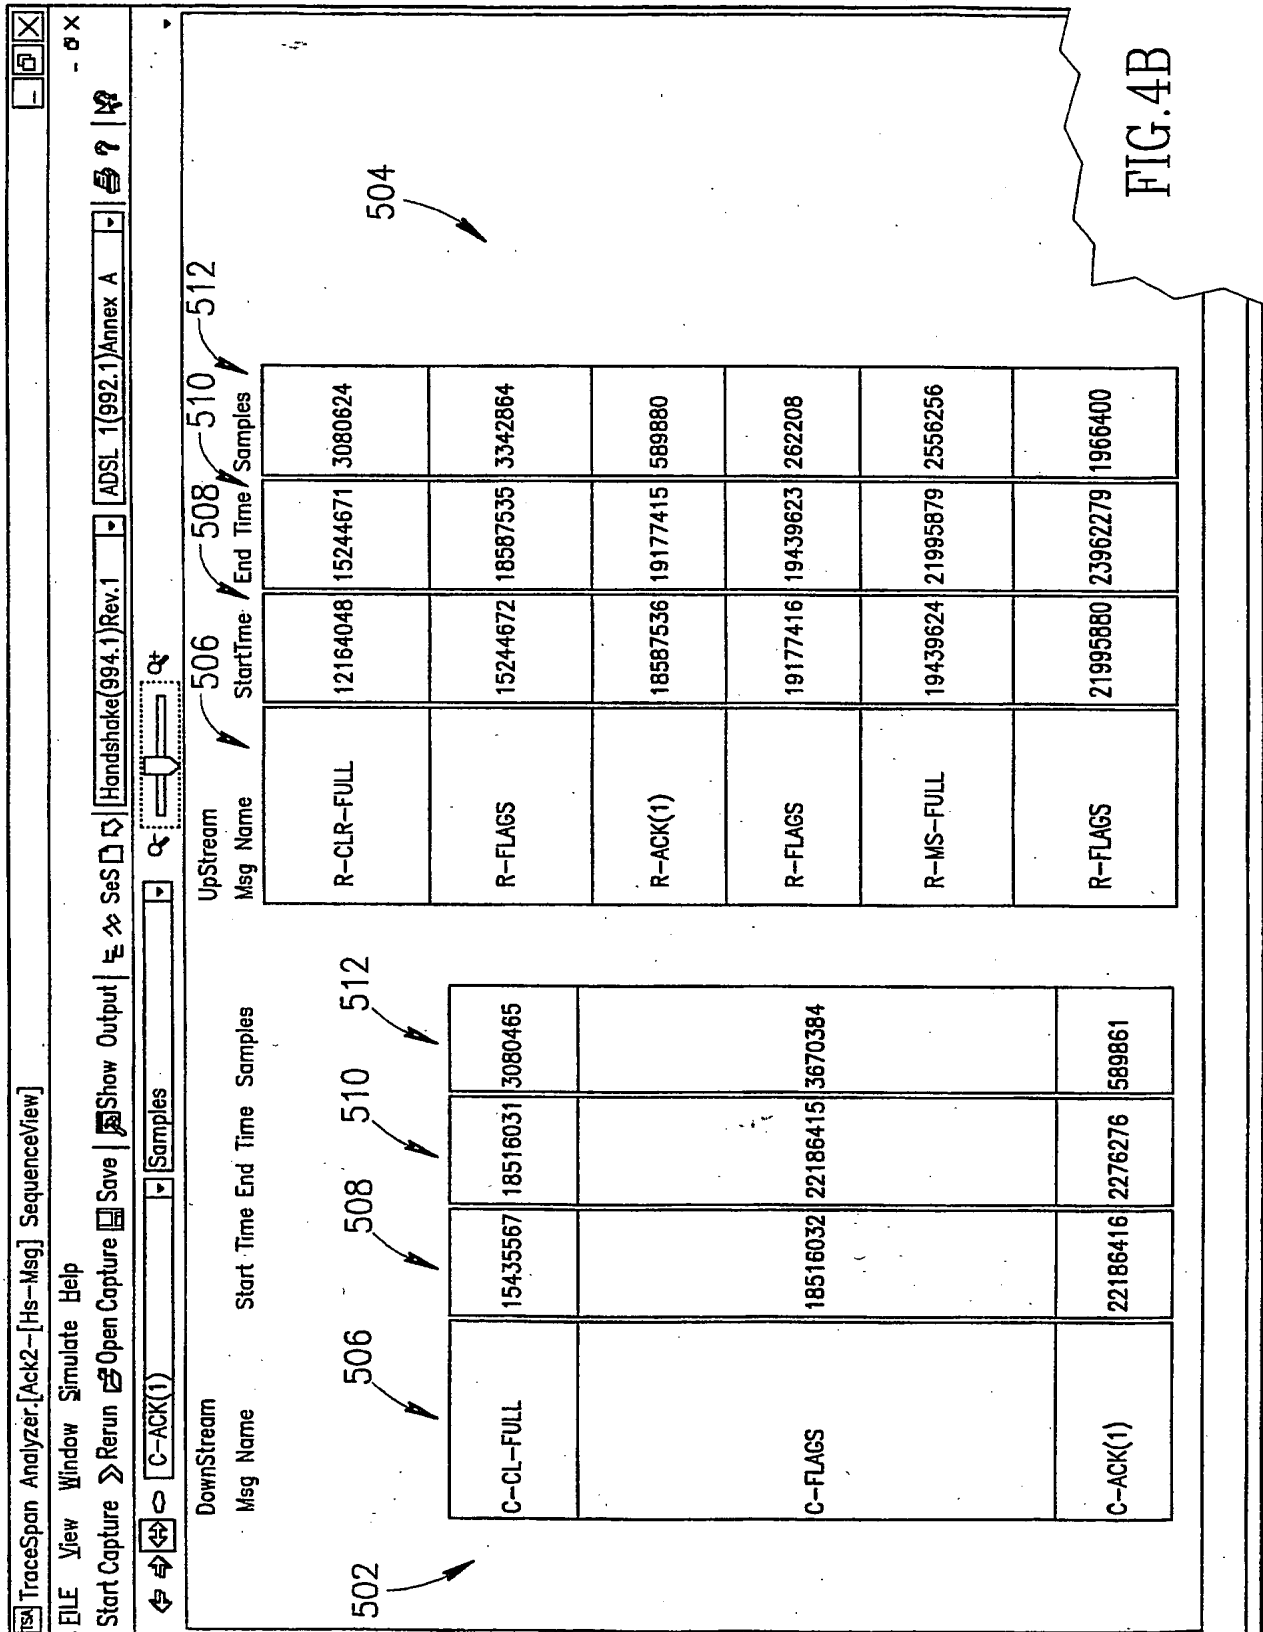 TSA TraceSpan Analyzer.[Ack2-[Hs-Msg] SequenceView]
FILE View Window Simulate Help
Start Capture Rerun Open Capture Save Show Output SeS Handshake(994.1)Rev.1 ADSL 1(992.1)Annex A ?
C-ACK(1) Samples
DownStream
Msg Name Start Time End Time Samples
506 508 510 512
C-CL-FULL 15435567 18516031 3080465
C-FLAGS 18516032 22186415 3670384
C-ACK(1) 22186416 2276276 589861
502
UpStream
506 508 510 512
Msg Name StartTme End Time Samples
R-CLR-FULL 12164048 15244671 3080624
R-FLAGS 15244672 18587535 3342864
R-ACK(1) 18587536 19177415 589880
R-FLAGS 19177416 19439623 262208
R-MS-FULL 19439624 21995879 2556256
R-FLAGS 21995880 23962279 1966400
504
FIG.4B